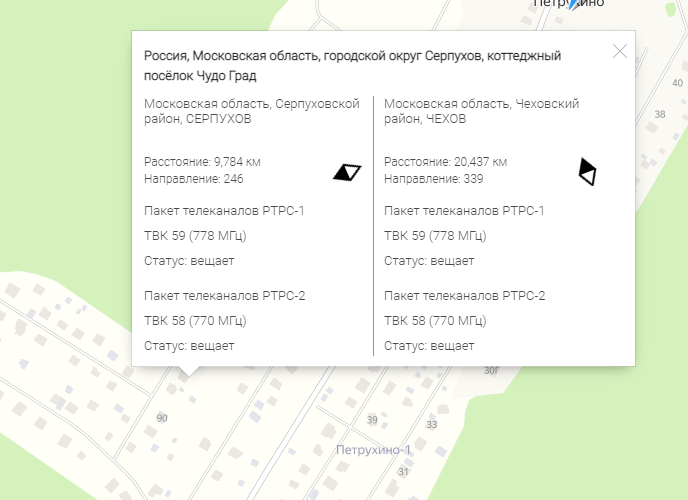 Петрухино
Россия, Московская область, городской округ Серпухов, коттеджный
посёлок Чудо Град
Московская область, Серпуховской
район, СЕРПУХОВ
Расстояние: 9,784 км
Направление: 246
Пакет телеканалов РТРС-1
ТВК 59 (778 МГц)
Статус: вещает
Пакет телеканалов РТРС-2
ТВК 58 (770 МГц)
Статус: вещает
Московская область, Чеховский
район, ЧЕХОВ
Расстояние: 20,437 км
Направление: 339
Пакет телеканалов РТРС-1
ТВК 59 (778 МГц)
Статус: вещает
Пакет телеканалов РТРС-2
ТВК 58 (770 МГц)
Статус: вещает
40
38
30Г
90
39
33
Петрухино-1
31